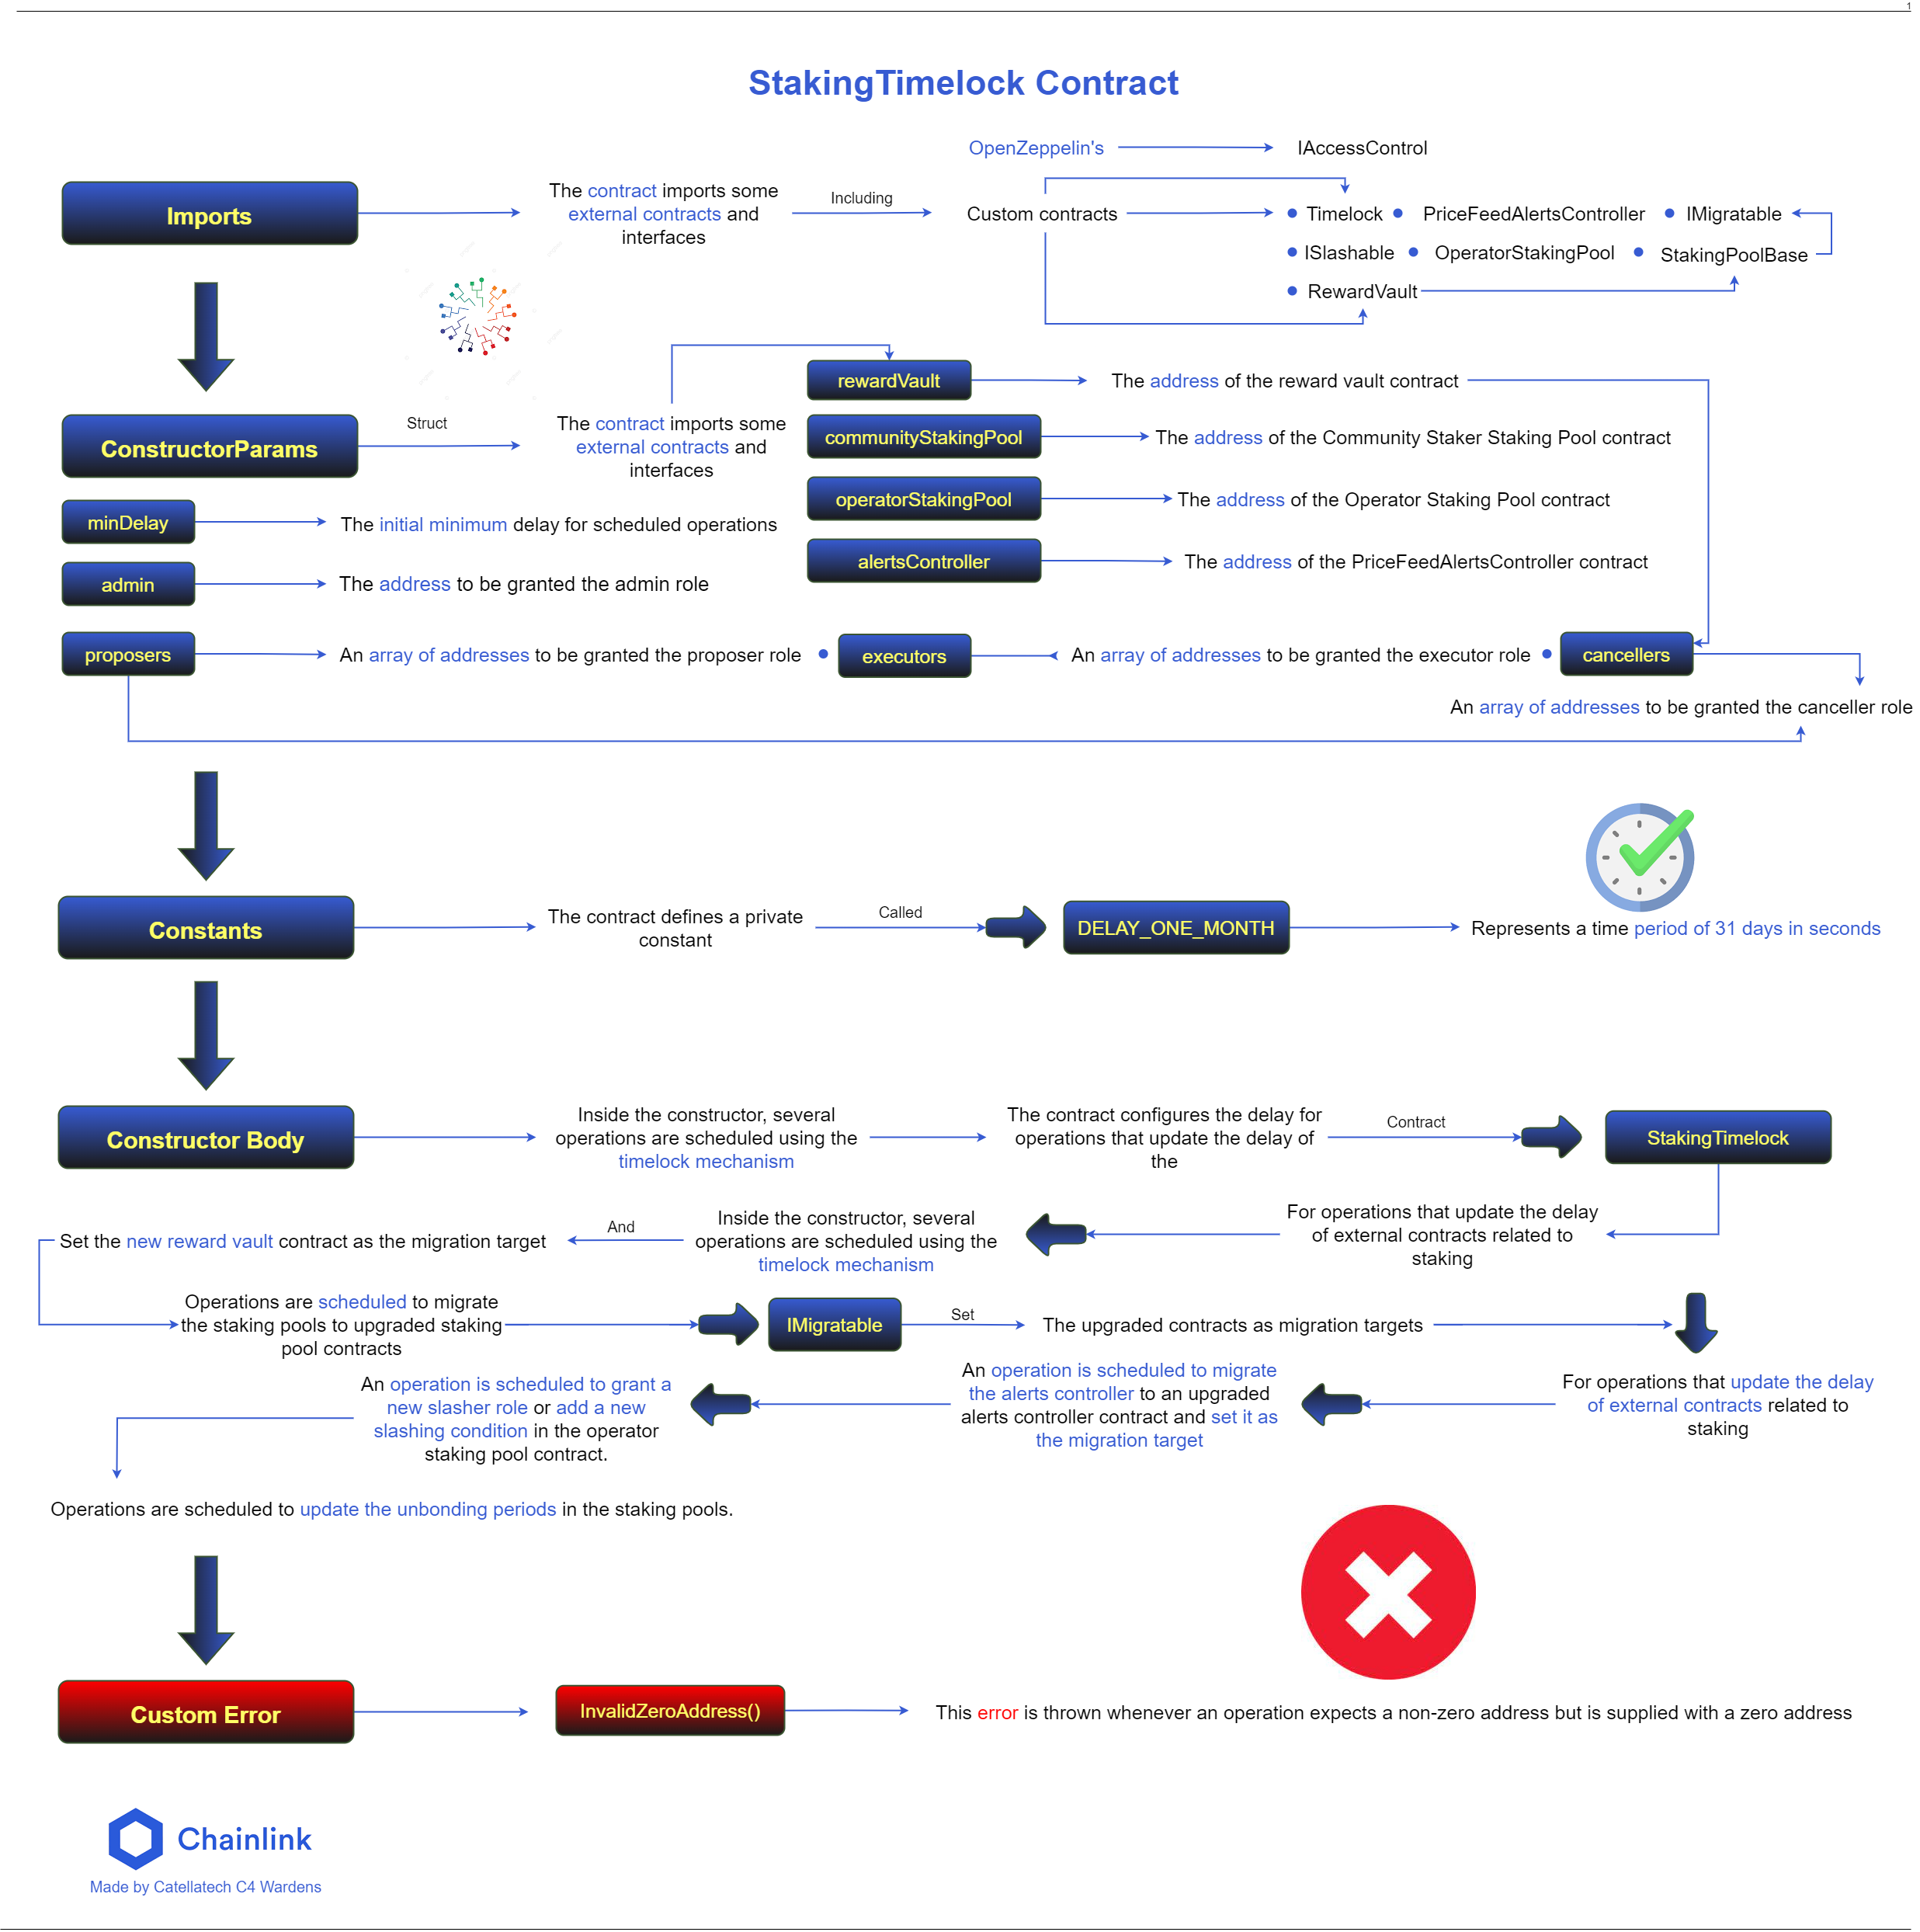 1
StakingTimelock Contract
OpenZeppelin's
IAccessControl
Imports
The contract imports some
external contracts and
interfaces
Including
Custom contracts
Timelock
PriceFeedAlertsController
IMigratable
ISlashable
OperatorStakingPool
StakingPoolBase
RewardVault
ConstructorParams
Struct
The contract imports some
external contracts and
interfaces
rewardVault
The address of the reward vault contract
communityStakingPool
The address of the Community Staker Staking Pool contract
operatorStakingPool
The address of the Operator Staking Pool contract
alertsController
The address of the PriceFeedAlertsController contract
minDelay
The initial minimum delay for scheduled operations
admin
The address to be granted the admin role
proposers
An array of addresses to be granted the proposer role
executors
An array of addresses to be granted the executor role
cancellers
An array of addresses to be granted the canceller role
Constants
The contract defines a private
constant
Called
DELAY_ONE_MONTH
Represents a time period of 31 days in seconds
Constructor Body
Inside the constructor, several
operations are scheduled using the
timelock mechanism
The contract configures the delay for
operations that update the delay of
the
Contract
StakingTimelock
For operations that update the delay
of external contracts related to
staking
Inside the constructor, several
operations are scheduled using the
timelock mechanism
And
Set the new reward vault contract as the migration target
Operations are scheduled to migrate
the staking pools to upgraded staking
pool contracts
IMigratable
Set
The upgraded contracts as migration targets
For operations that update the delay
of external contracts related to
staking
An operation is scheduled to migrate
the alerts controller to an upgraded
alerts controller contract and set it as
the migration target
An operation is scheduled to grant a
new slasher role or add a new
slashing condition in the operator
staking pool contract.
Operations are scheduled to update the unbonding periods in the staking pools.
Custom Error
InvalidZeroAddress()
This error is thrown whenever an operation expects a non-zero address but is supplied with a zero address
Chainlink
Made by Catellatech C4 Wardens